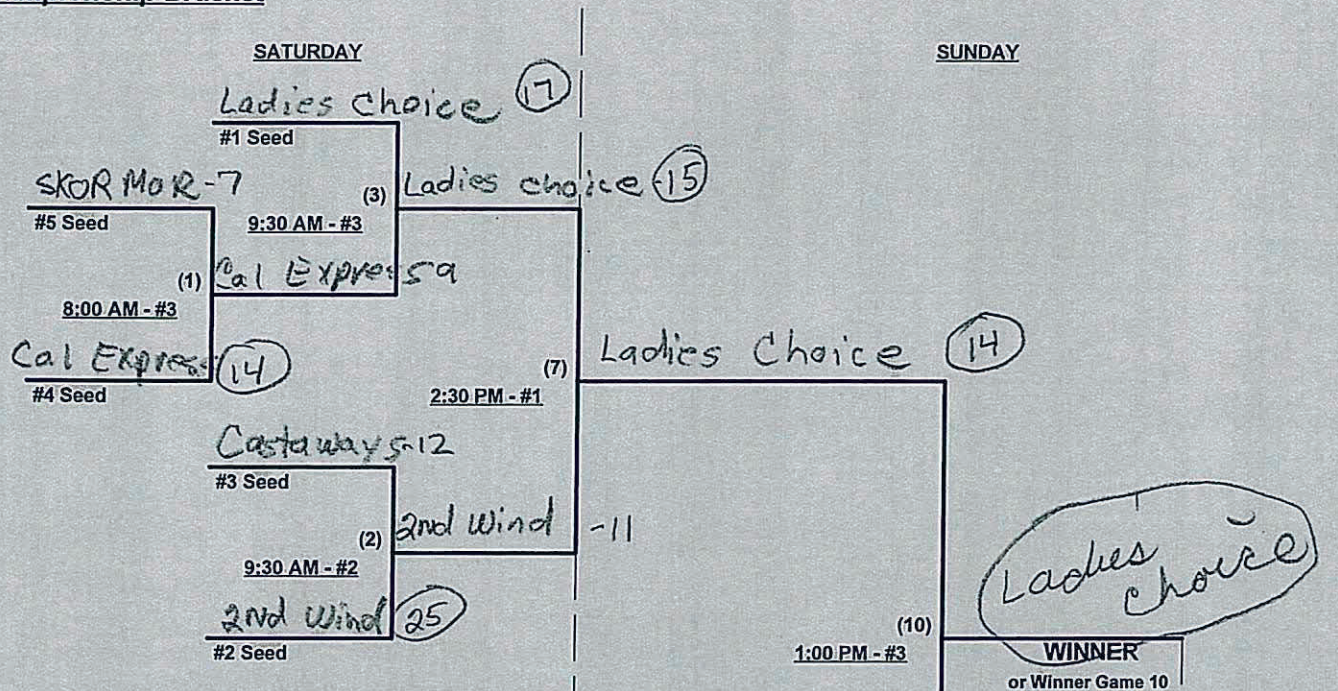 SATURDAY
SUNDAY
Ladies Choice 17
#1 Seed
SKOR MOR-7
#5 Seed
(3)
Ladies choice -15
9:30 AM - #3
(1)
Cal Express 9
8:00 AM - #3
Cal Express 14
#4 Seed
(7)
Ladies Choice 14
2:30 PM - #1
Castaways-12
#3 Seed
(2)
2nd Wind -11
9:30 AM - #2
2nd Wind 25
#2 Seed
Ladies
Choice
(10)
1:00 PM - #3
WINNER
or Winner Game 10